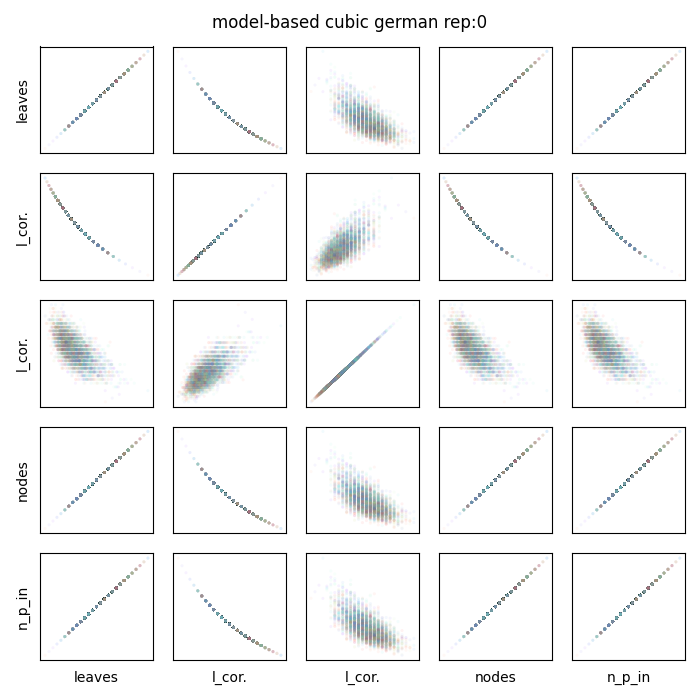 model-based cubic german rep:0
leaves
l_cor.
l_cor.
nodes
n_p_in
leaves
l_cor.
l_cor.
nodes
n_p_in